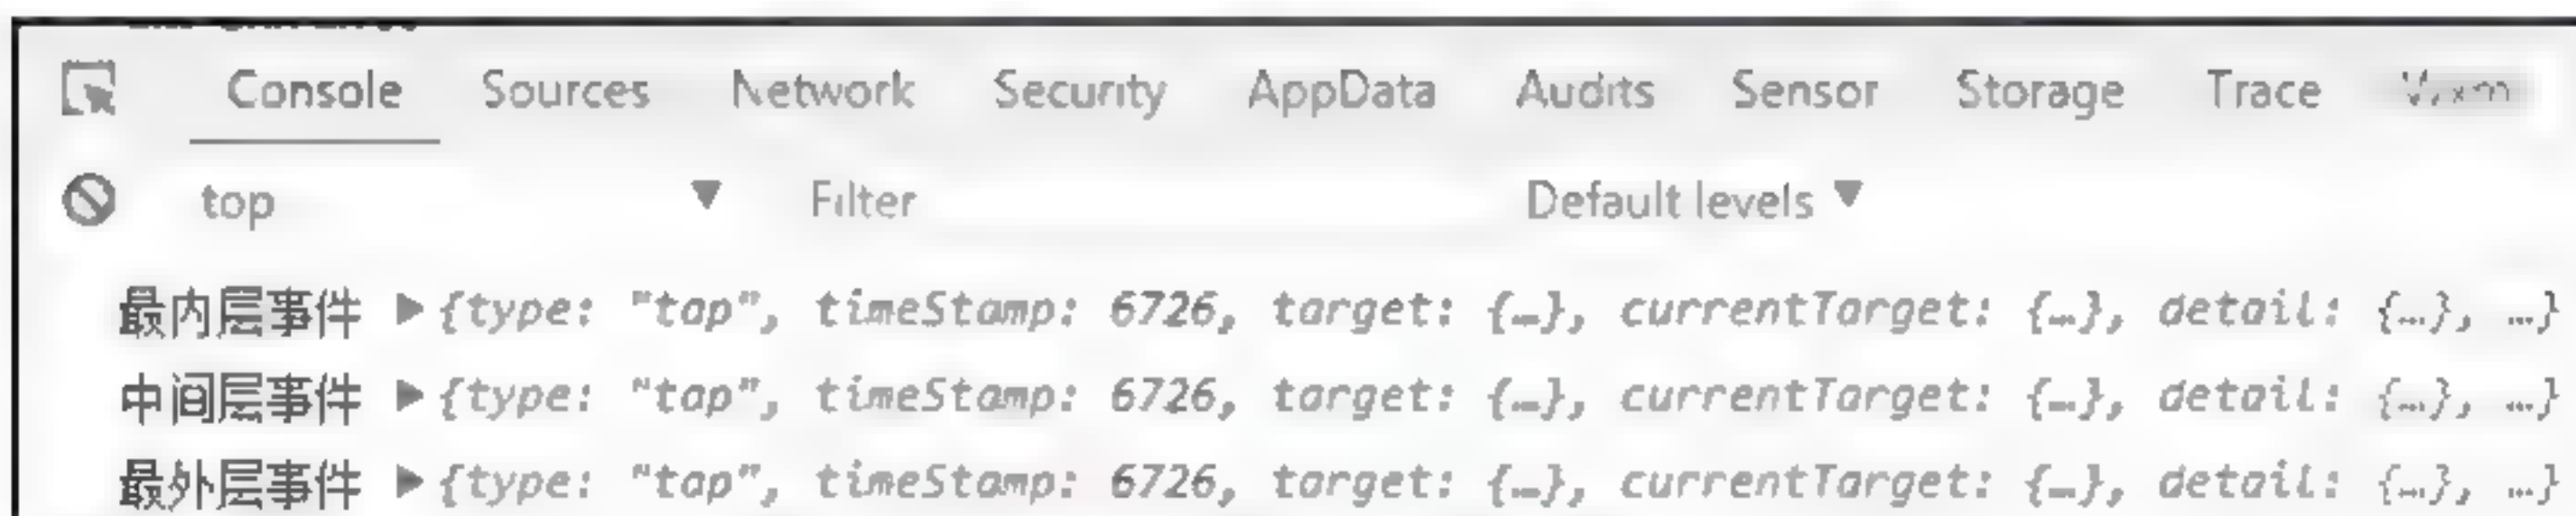 Console Sources Network Security AppData Audits Sensor Storage Trace
top ▼ Filter Default levels ▼
最内层事件 ▶{type: "tap", timeStamp: 6726, target: {…}, currentTarget: {…}, detail: {…}, …}
中间层事件 ▶{type: "tap", timeStamp: 6726, target: {…}, currentTarget: {…}, detail: {…}, …}
最外层事件 ▶{type: "tap", timeStamp: 6726, target: {…}, currentTarget: {…}, detail: {…}, …}